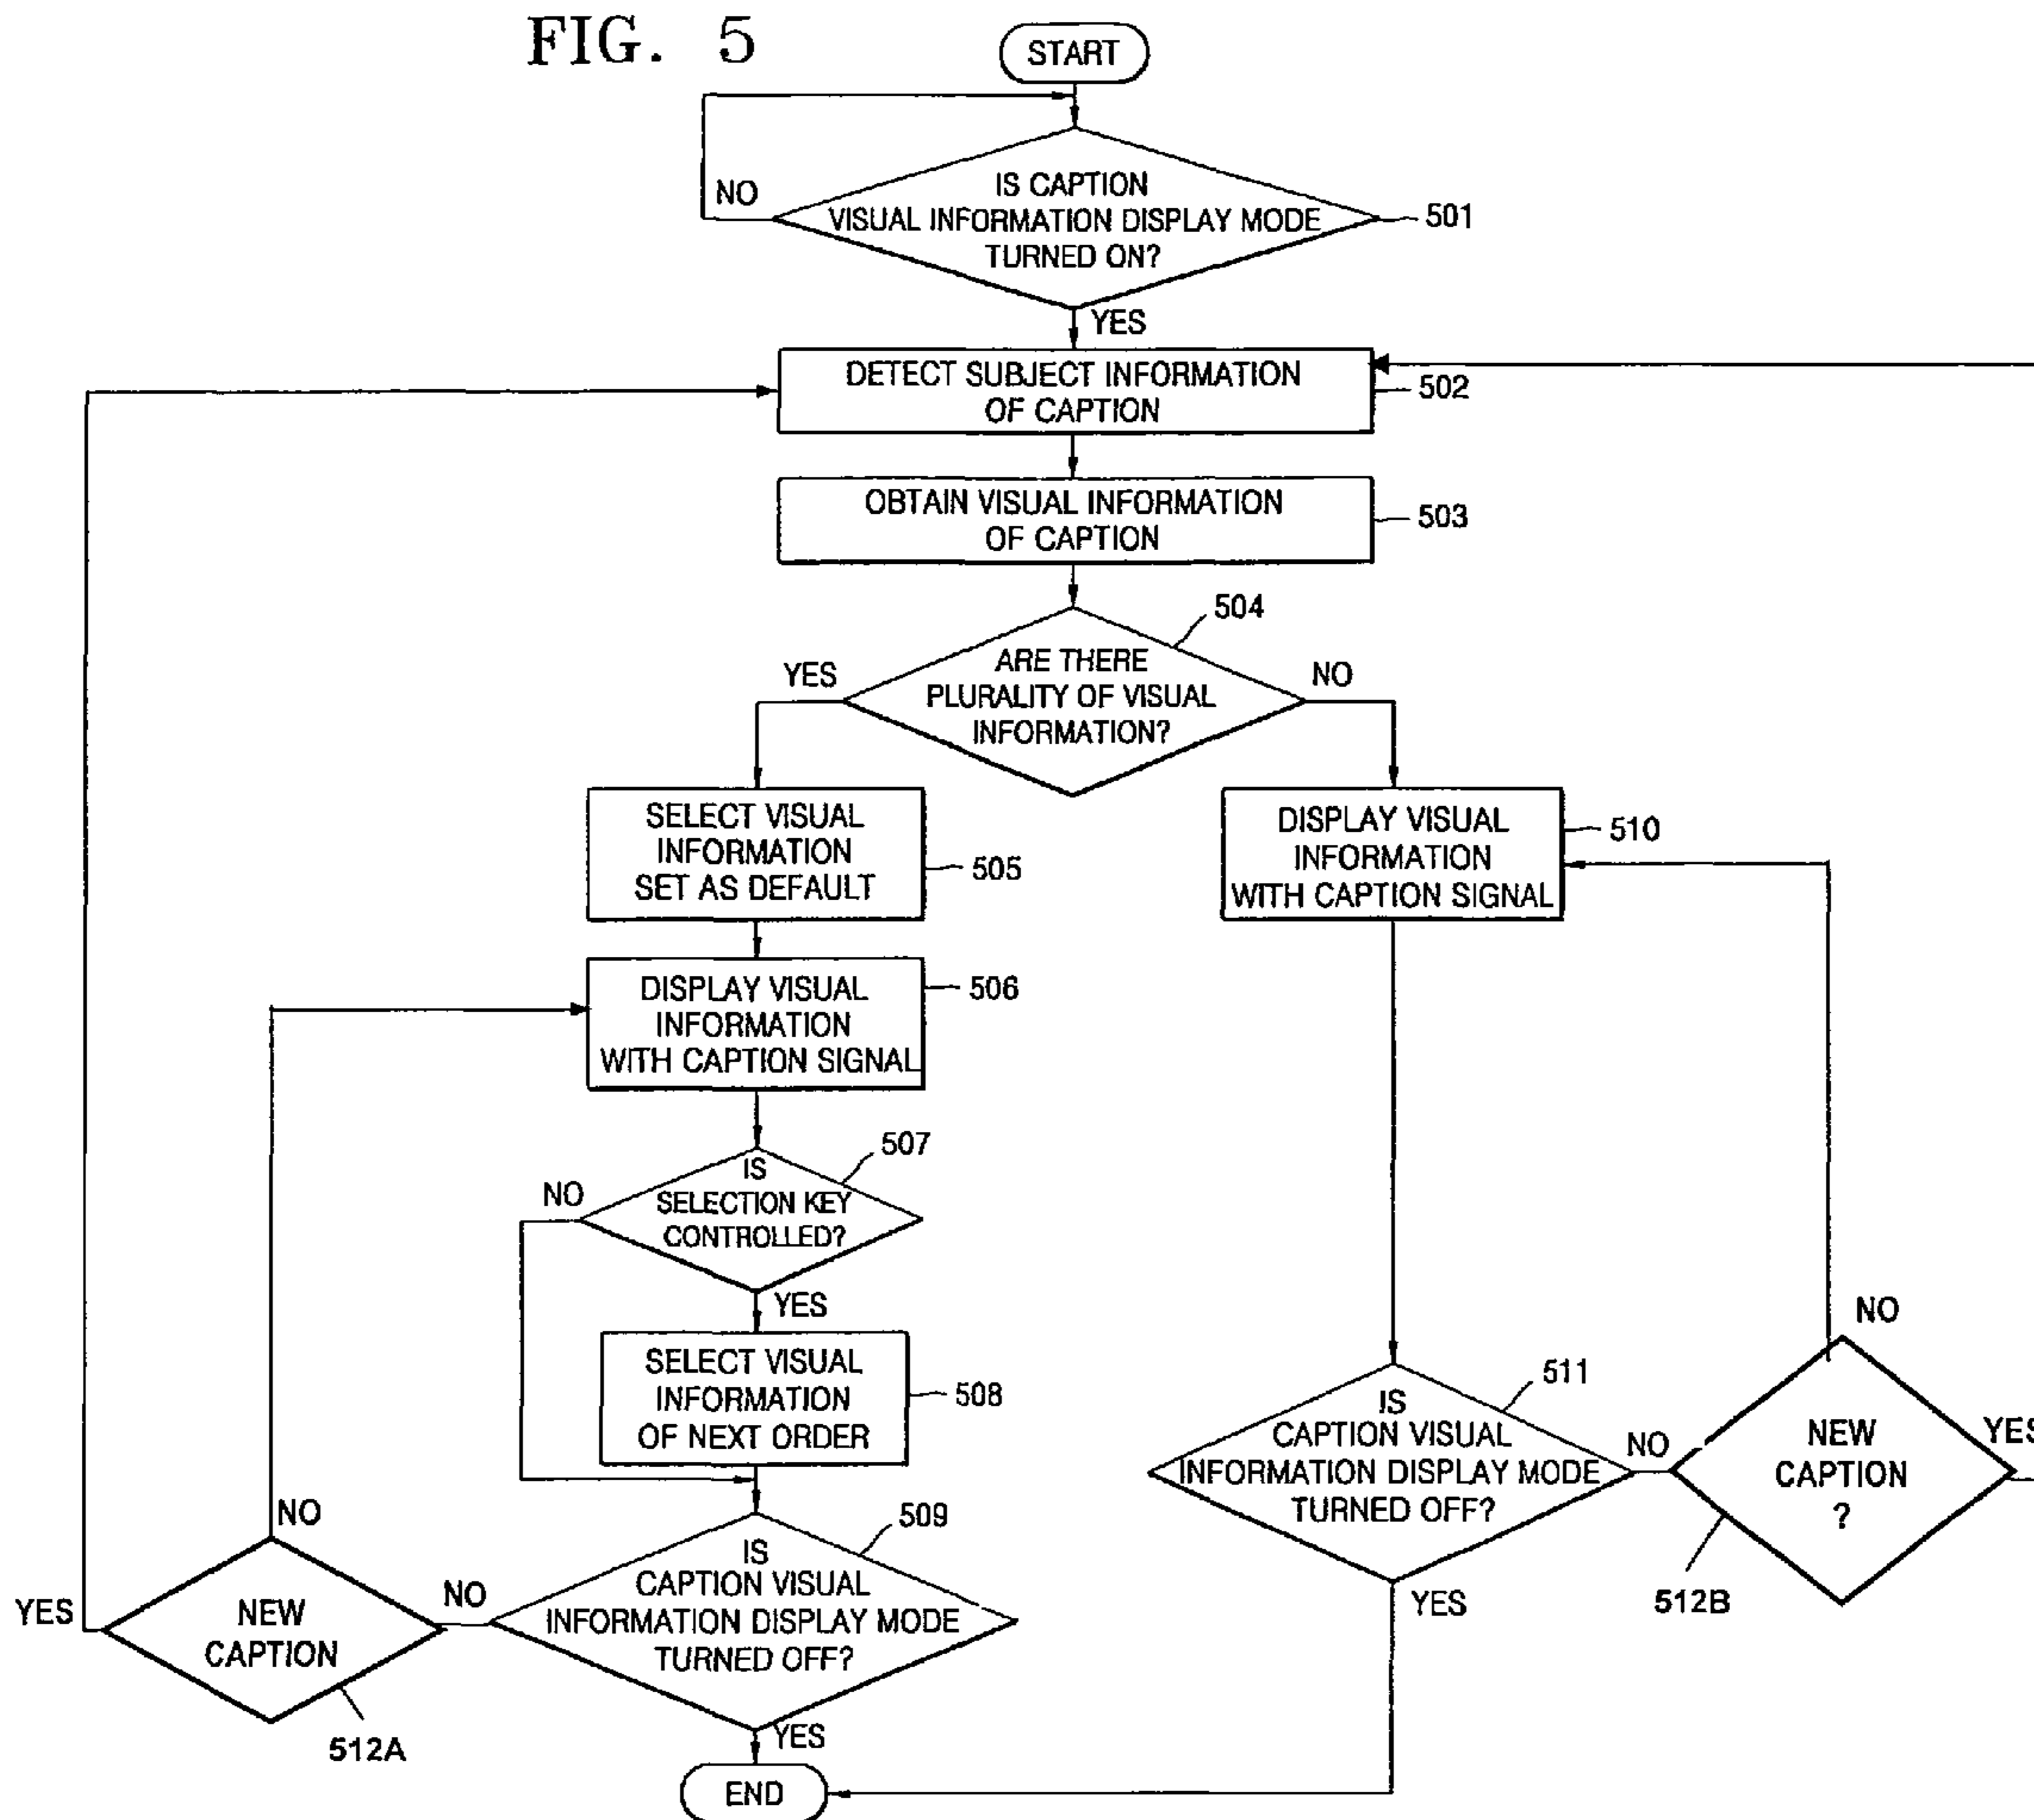 FIG. 5
START
IS CAPTION
VISUAL INFORMATION DISPLAY MODE
TURNED ON?
NO
501
YES
DETECT SUBJECT INFORMATION
OF CAPTION
502
OBTAIN VISUAL INFORMATION
OF CAPTION
503
504
ARE THERE
PLURALITY OF VISUAL
INFORMATION?
YES
NO
SELECT VISUAL
INFORMATION
SET AS DEFAULT
505
DISPLAY VISUAL
INFORMATION
WITH CAPTION SIGNAL
510
DISPLAY VISUAL
INFORMATION
WITH CAPTION SIGNAL
506
507
IS
SELECTION KEY
CONTROLLED?
NO
YES
SELECT VISUAL
INFORMATION
OF NEXT ORDER
508
511
IS
CAPTION VISUAL
INFORMATION DISPLAY MODE
TURNED OFF?
NO
YES
NO
NEW
CAPTION
?
YES
512B
509
IS
CAPTION VISUAL
INFORMATION DISPLAY MODE
TURNED OFF?
NO
YES
NO
NEW
CAPTION
YES
512A
END